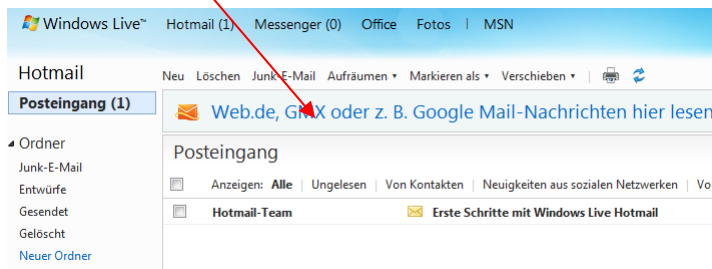 Windows Live™ Hotmail (1) Messenger (0) Office Fotos | MSN
Hotmail
Neu Löschen Junk-E-Mail Aufräumen Markieren als Verschieben |
Posteingang (1)
Web.de, GMX oder z. B. Google Mail-Nachrichten hier lesen
Ordner
Junk-E-Mail
Entwürfe
Gesendet
Gelöscht
Neuer Ordner
Posteingang
Anzeigen: Alle | Ungelesen | Von Kontakten | Neuigkeiten aus sozialen Netzwerken | Vo
Hotmail-Team Erste Schritte mit Windows Live Hotmail